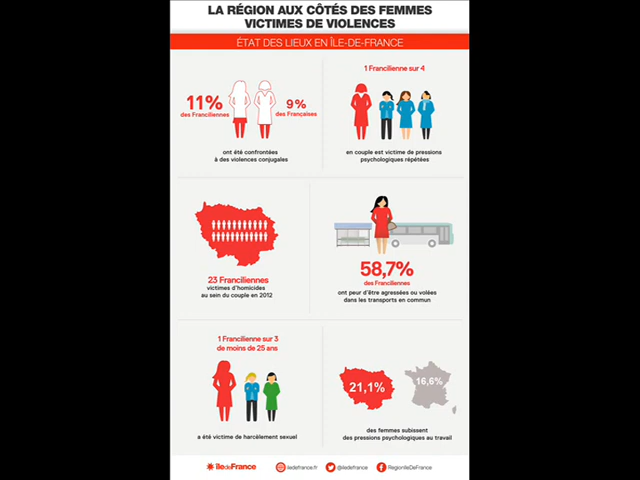 LA RÉGION AUX CÔTÉS DES FEMMES
VICTIMES DE VIOLENCES
ÉTAT DES LIEUX EN ÎLE-DE-FRANCE
11%
des Franciliennes
9%
des Françaises
ont été confrontées
à des violences conjugales
1 Francilienne sur 4
en couple est victime de pressions
psychologiques répétées
23 Franciliennes
victimes d'homicides
au sein du couple en 2012
58,7%
des Franciliennes
ont peur d'être agressées ou volées
dans les transports en commun
1 Francilienne sur 3
de moins de 25 ans
a été victime de harcèlement sexuel
21,1%
16,6%
des femmes subissent
des pressions psychologiques au travail
îledeFrance
iledefrance.fr
@iledefrance
RegionIleDeFrance